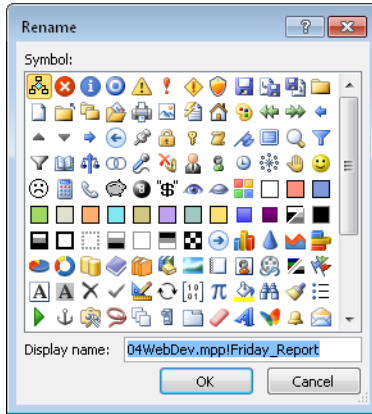 Rename
Symbol:
"$"
A A
π
A
Display name: 04WebDev.mpp!Friday_Report
OK Cancel